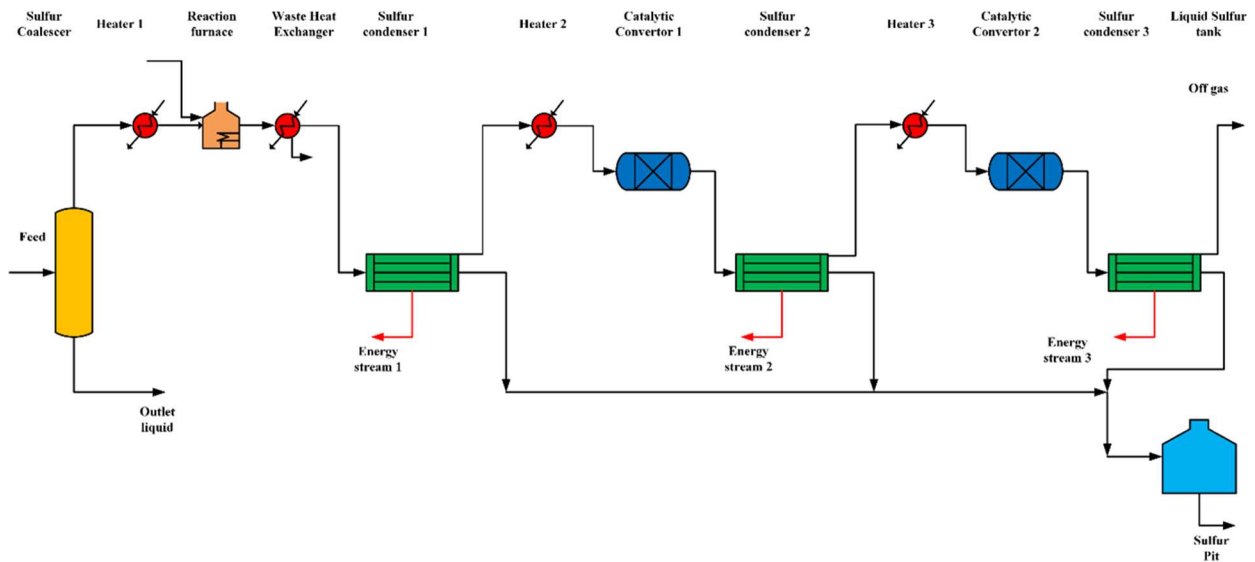 Sulfur
Coalescer
Heater 1
Reaction
furnace
Waste Heat
Exchanger
Sulfur
condenser 1
Heater 2
Catalytic
Convertor 1
Sulfur
condenser 2
Heater 3
Catalytic
Convertor 2
Sulfur
condenser 3
Liquid Sulfur
tank
Off gas
Feed
Energy
stream 1
Energy
stream 2
Energy
stream 3
Outlet
liquid
Sulfur
Pit